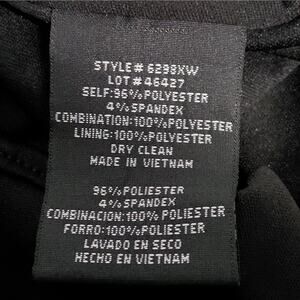 STYLE# 6298XW
LOT# 46427
SELF:96%POLYESTER
4%SPANDEX
COMBINATION:100%POLYESTER
LINING:100%POLYESTER
DRY CLEAN
MADE IN VIETNAM
96%POLIESTER
4%SPANDEX
COMBINACION:100%POLIESTER
FORRO:100%POLIESTER
LAVADO EN SECO
HECHO EN VIETNAM